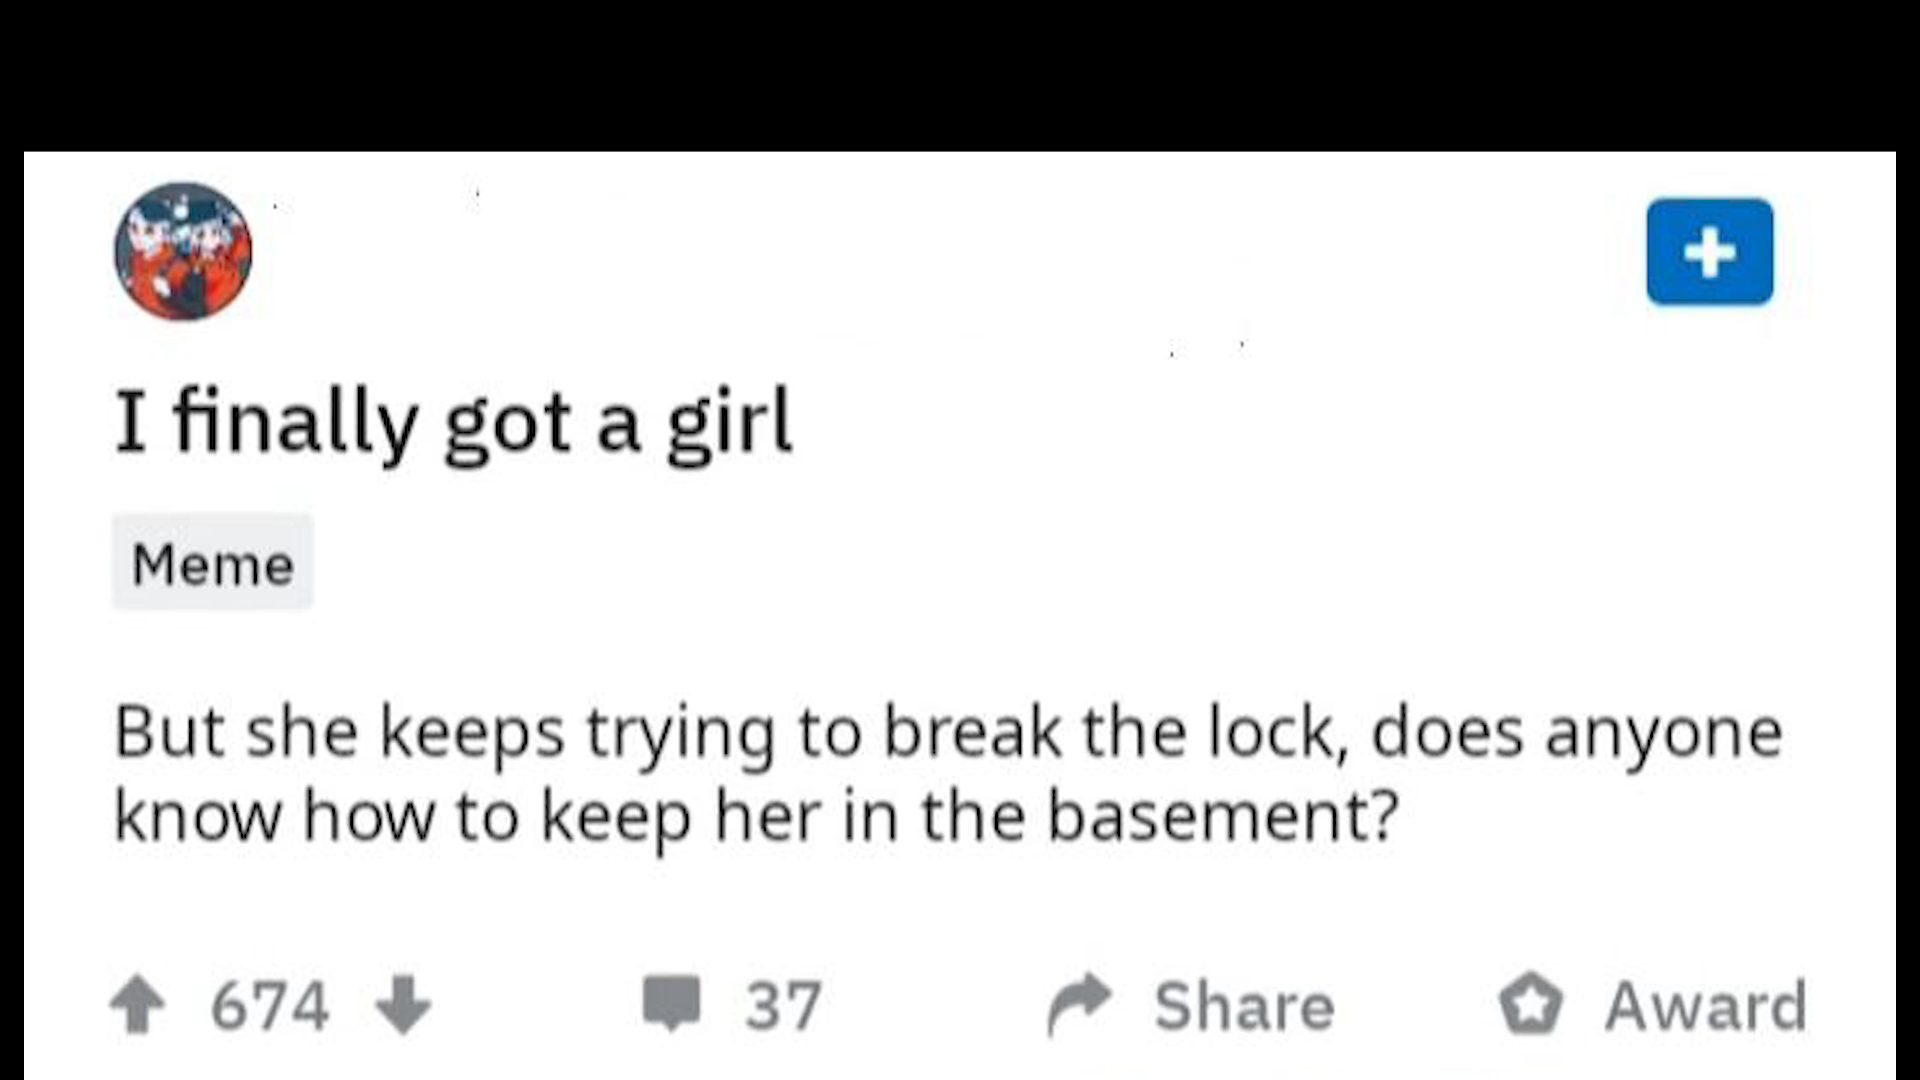 I finally got a girl
Meme
But she keeps trying to break the lock, does anyone
know how to keep her in the basement?
674 37 Share Award